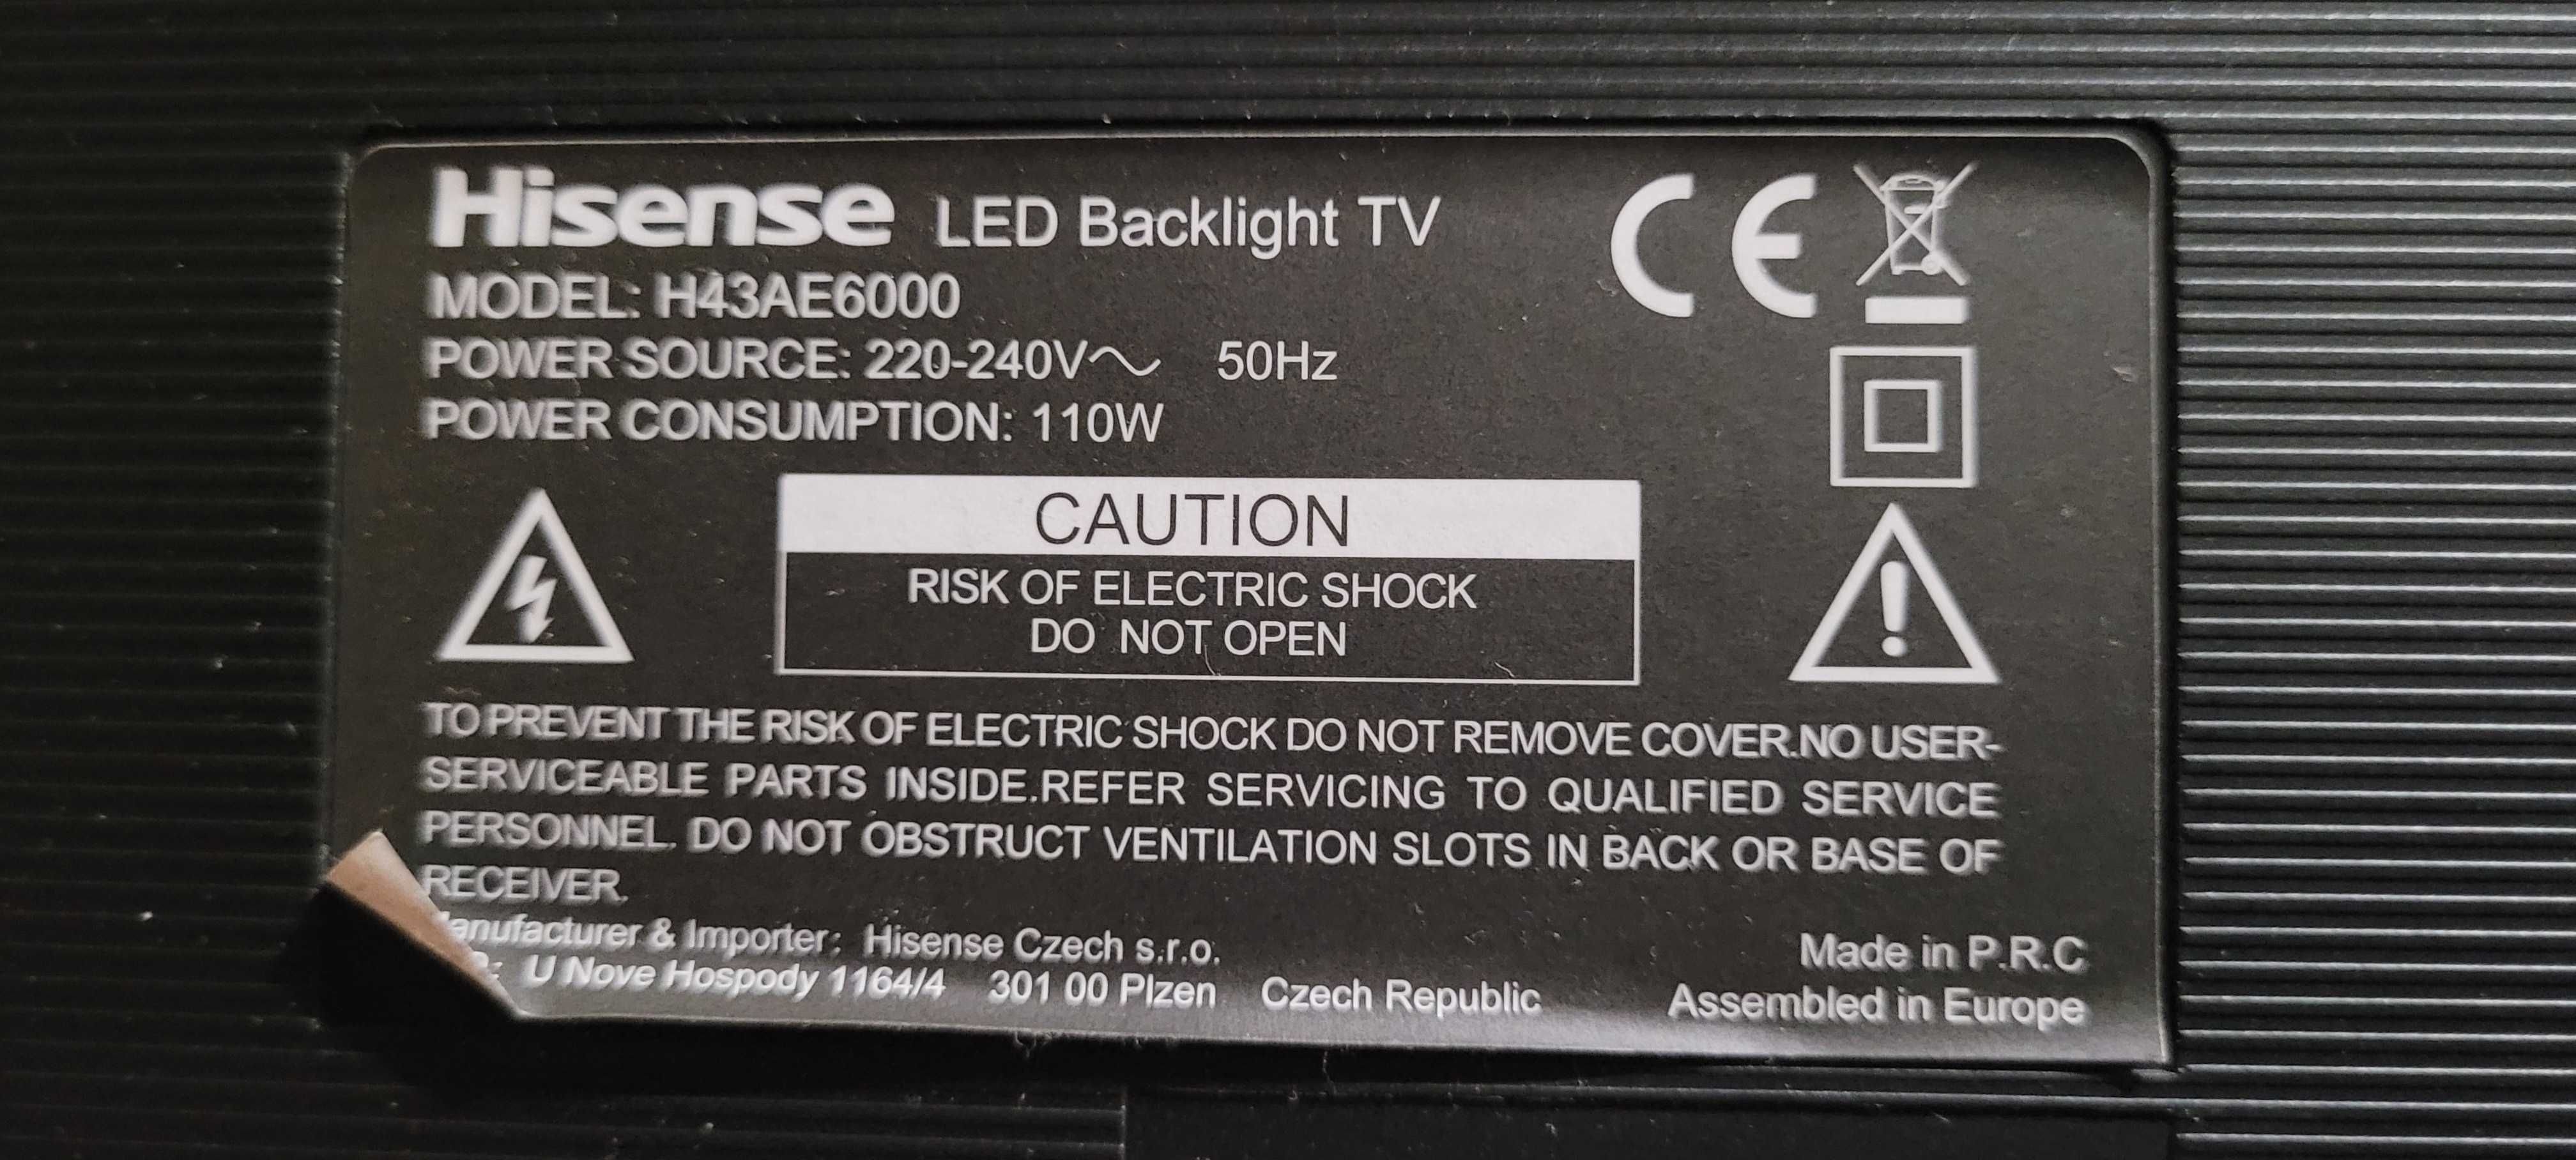 Hisense LED Backlight TV
MODEL: H43AE6000
POWER SOURCE: 220-240V~ 50Hz
POWER CONSUMPTION: 110W
CAUTION
RISK OF ELECTRIC SHOCK
DO NOT OPEN
TO PREVENT THE RISK OF ELECTRIC SHOCK DO NOT REMOVE COVER.NO USER-
SERVICEABLE PARTS INSIDE.REFER SERVICING TO QUALIFIED SERVICE
PERSONNEL. DO NOT OBSTRUCT VENTILATION SLOTS IN BACK OR BASE OF
RECEIVER.
Manufacturer & Importer: Hisense Czech s.r.o.
U Nove Hospody 1164/4 301 00 Plzen Czech Republic
Made in P.R.C
Assembled in Europe